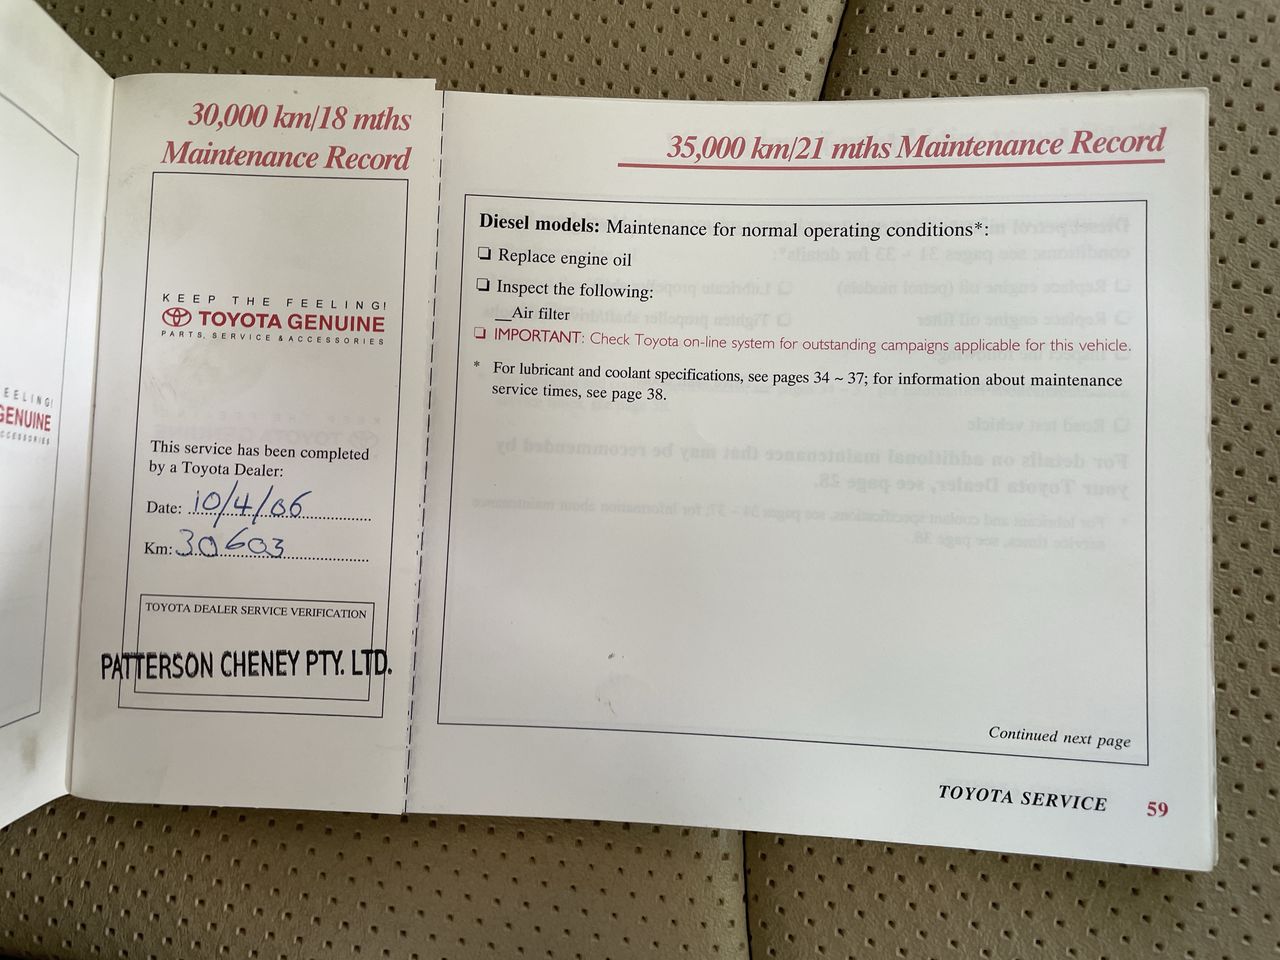 EELING!
GENUINE
CCESSORIES
30,000 km/18 mths
Maintenance Record
KEEP THE FEELING!
TOYOTA GENUINE
PARTS, SERVICE & ACCESSORIES
This service has been completed
by a Toyota Dealer:
Date: 10/4/06
Km: 30603
TOYOTA DEALER SERVICE VERIFICATION
PATTERSON CHENEY PTY. LTD.
35,000 km/21 mths Maintenance Record
Diesel models: Maintenance for normal operating conditions*:
❏ Replace engine oil
❏ Inspect the following:
__Air filter
❏ IMPORTANT: Check Toyota on-line system for outstanding campaigns applicable for this vehicle.
* For lubricant and coolant specifications, see pages 34 ~ 37; for information about maintenance
service times, see page 38.
Continued next page
TOYOTA SERVICE 59